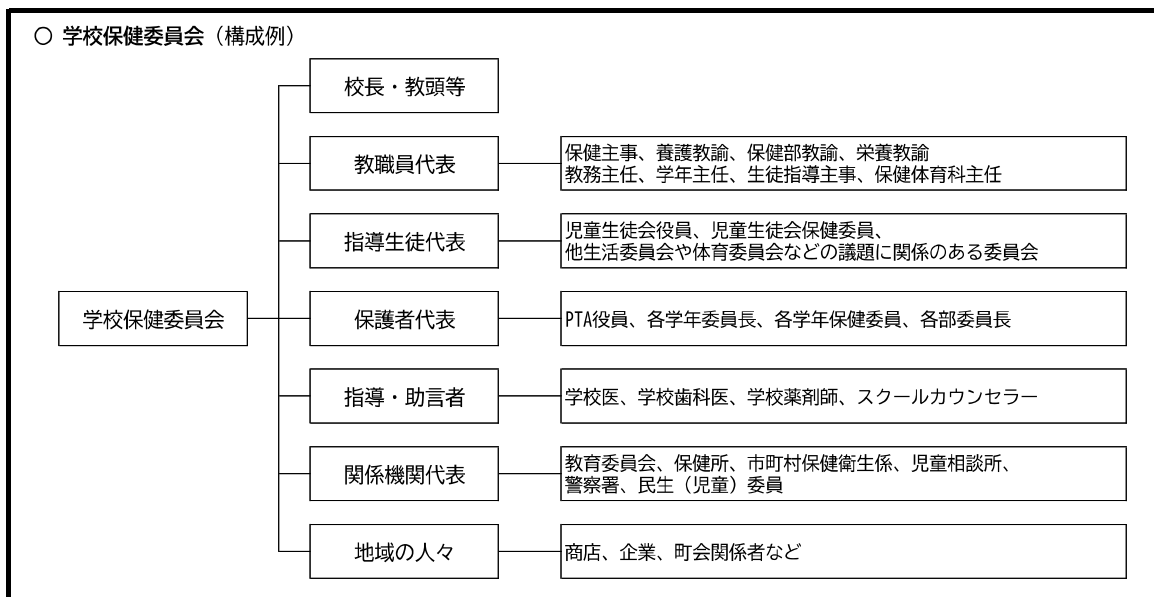 ○ 学校保健委員会（構成例）
校長・教頭等
教職員代表
保健主事、養護教諭、保健部教諭、栄養教諭
教務主任、学年主任、生徒指導主事、保健体育科主任
指導生徒代表
児童生徒会役員、児童生徒会保健委員、
他生活委員会や体育委員会などの議題に関係のある委員会
学校保健委員会
保護者代表
PTA役員、各学年委員長、各学年保健委員、各部委員長
指導・助言者
学校医、学校歯科医、学校薬剤師、スクールカウンセラー
関係機関代表
教育委員会、保健所、市町村保健衛生係、児童相談所、
警察署、民生（児童）委員
地域の人々
商店、企業、町会関係者など